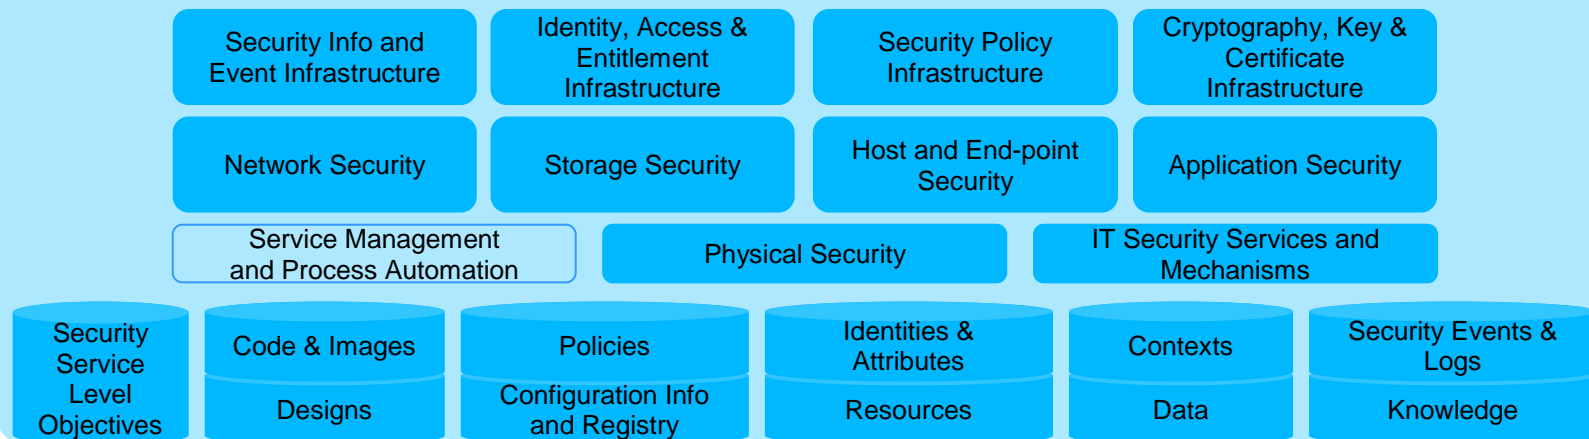 Security Info and
Event Infrastructure
Identity, Access &
Entitlement
Infrastructure
Security Policy
Infrastructure
Cryptography, Key &
Certificate
Infrastructure
Network Security
Storage Security
Host and End-point
Security
Application Security
Service Management
and Process Automation
Physical Security
IT Security Services and
Mechanisms
Security
Service
Level
Objectives
Code & Images
Designs
Policies
Configuration Info
and Registry
Identities &
Attributes
Resources
Contexts
Data
Security Events &
Logs
Knowledge